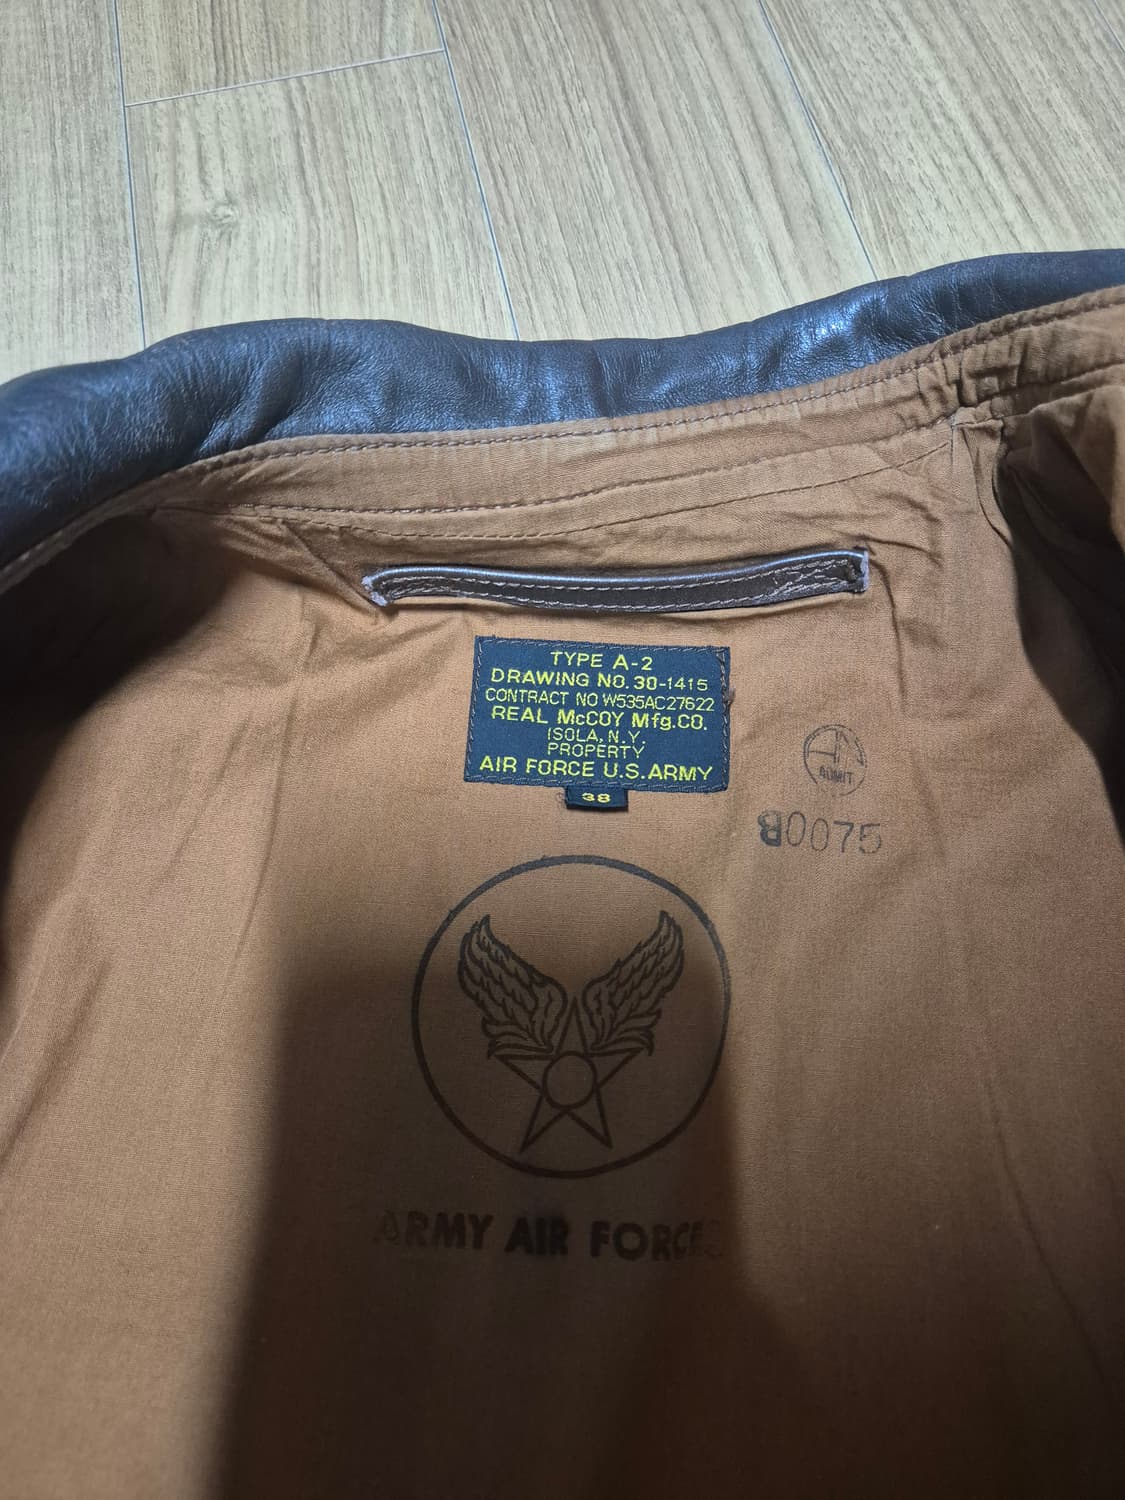 TYPE A-2
DRAWING NO. 30-1415
CONTRACT NO W535AC27622
REAL McCOY Mfg.CO.
ISOLA, N.Y.
PROPERTY
AIR FORCE U.S.ARMY
38
ADMIT
B0075
ARMY AIR FORCES